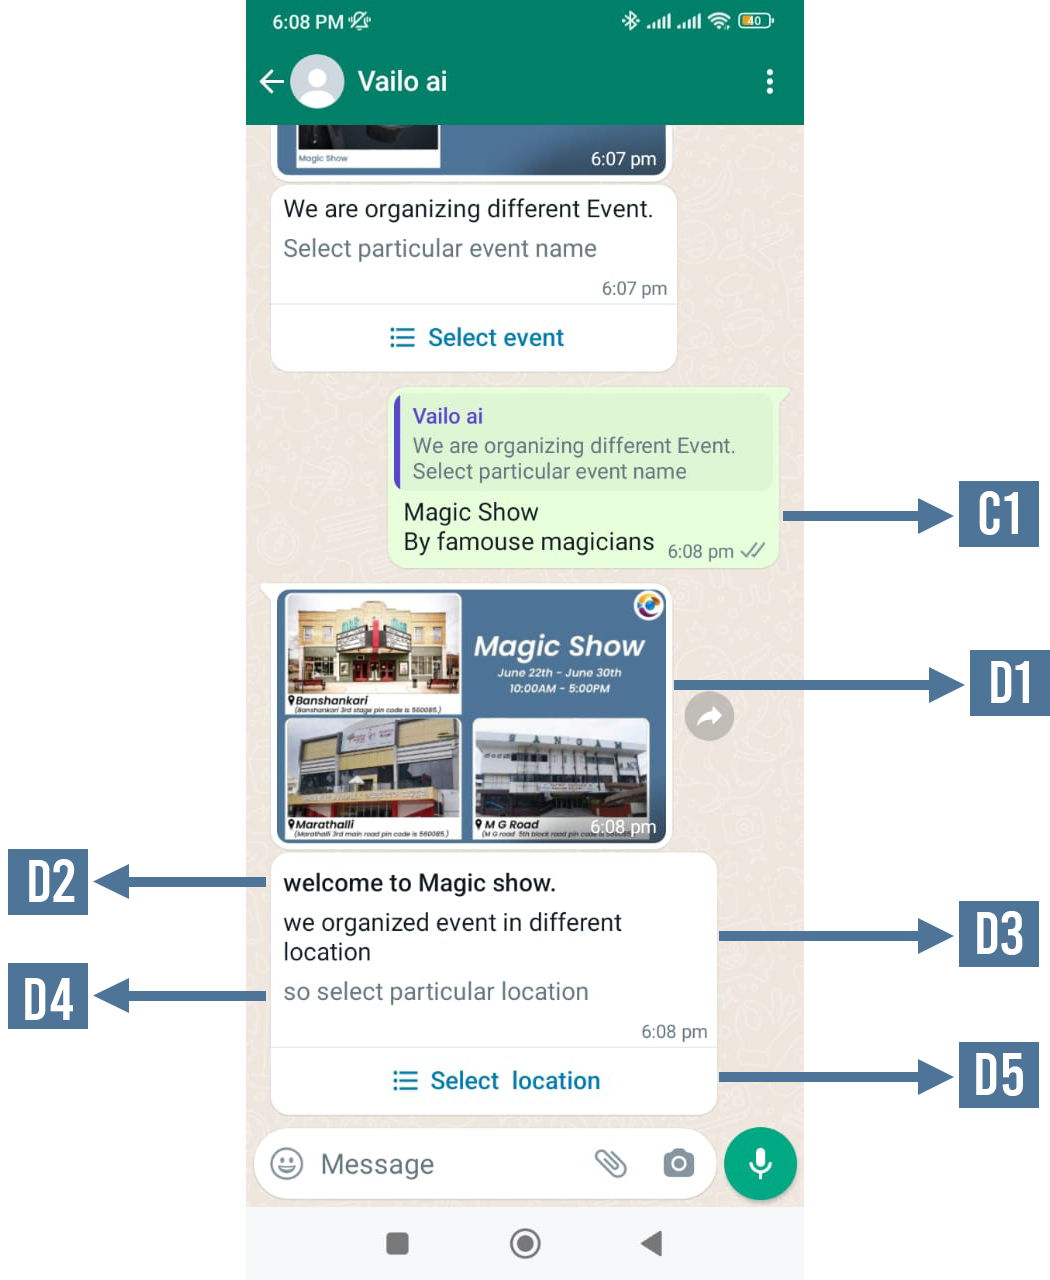 6:08 PM
40
Vailo ai
Magic Show
6:07 pm
We are organizing different Event.
Select particular event name
6:07 pm
Select event
Vailo ai
We are organizing different Event.
Select particular event name
Magic Show
By famouse magicians
6:08 pm
C1
Magic Show
June 22th - June 30th
10:00AM - 5:00PM
D1
Banshankari
(Banshankari 3rd stage pin code is 560085.)
SANGAM
Marathalli
(Marathalli 3rd main road pin code is 560085.)
M G Road
(M G road 5th block road pin code is 560085.)
6:08 pm
D2
welcome to Magic show.
we organized event in different
location
D3
D4
so select particular location
6:08 pm
Select location
D5
Message